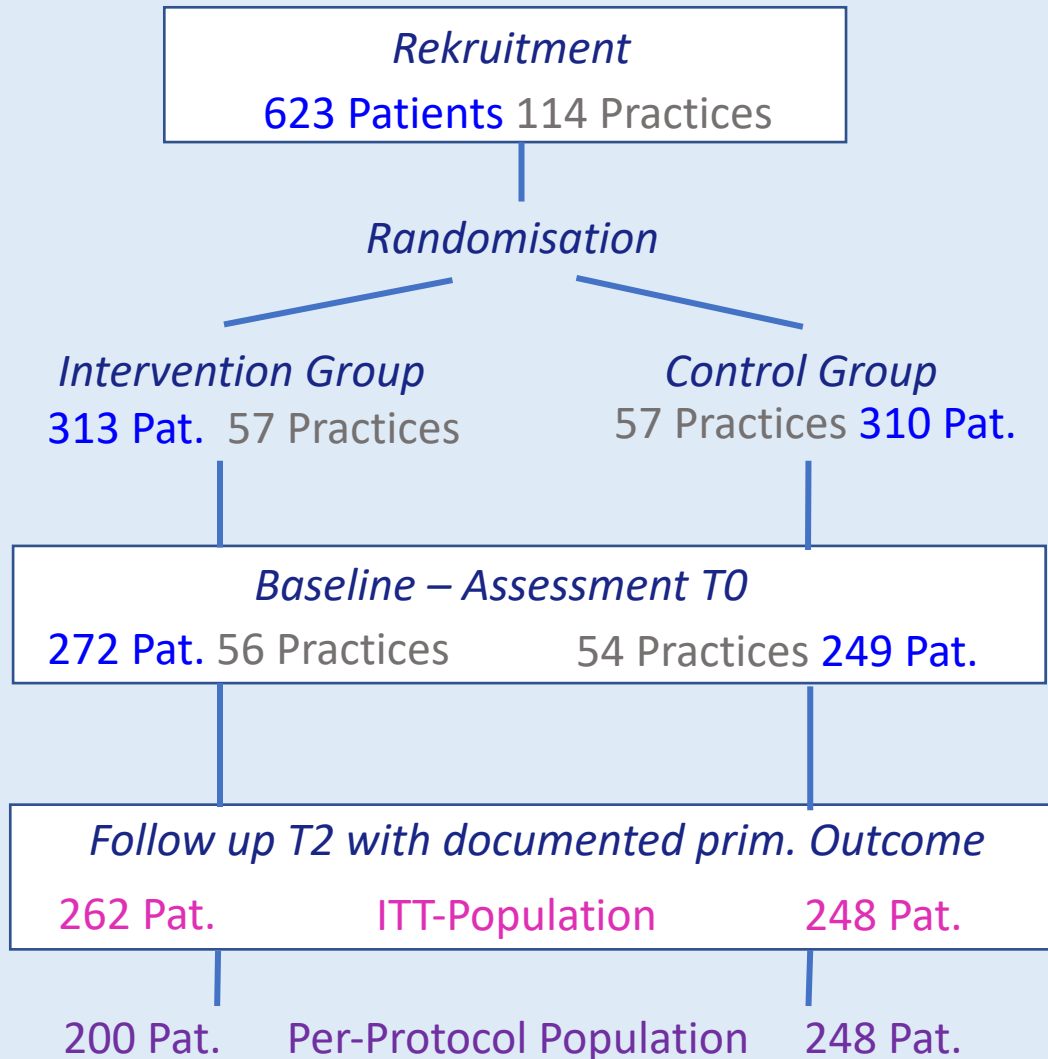 Rekruitment
623 Patients 114 Practices
Randomisation
Intervention Group
313 Pat. 57 Practices
Control Group
57 Practices 310 Pat.
Baseline – Assessment T0
272 Pat. 56 Practices
54 Practices 249 Pat.
Follow up T2 with documented prim. Outcome
262 Pat. ITT-Population 248 Pat.
200 Pat. Per-Protocol Population 248 Pat.